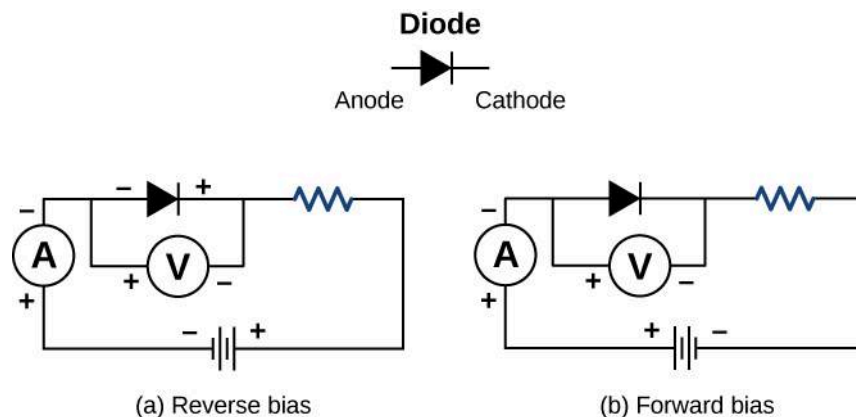 Diode
Anode Cathode
− +
− A + + V −
− +
(a) Reverse bias
− A + + V −
+ −
(b) Forward bias